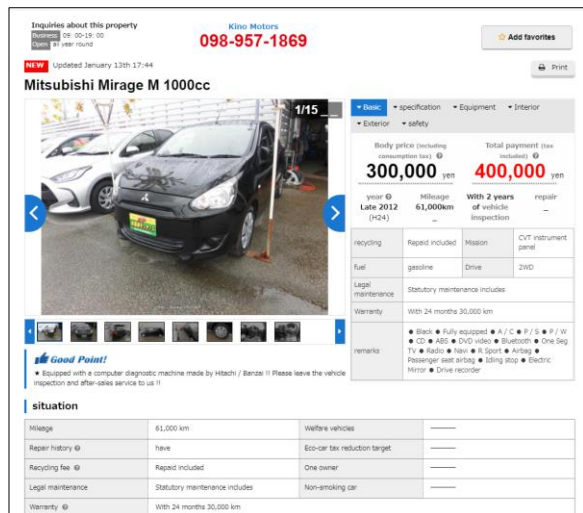 Inquiries about this property
Business 09: 00-19: 00
Open all year round
Kino Motors
098-957-1869
Add favorites
NEW Updated January 13th 17:44
Print
Mitsubishi Mirage M 1000cc
1/15
Basic specification Equipment Interior
Exterior safety
Body price (including consumption tax)
300,000 yen
Total payment (tax included)
400,000 yen
year
Late 2012
(H24)
Mileage
61,000km
_
With 2 years
of vehicle
inspection
repair
_
recycling Repaid included Mission CVT instrument panel
fuel gasoline Drive 2WD
Legal maintenance Statutory maintenance includes
Warranty With 24 months 30,000 km
remarks
● Black ● Fully equipped ● A / C ● P / S ● P / W
● CD ● ABS ● DVD video ● Bluetooth ● One Seg
TV ● Radio ● Navi ● R Sport ● Airbag ●
Passenger seat airbag ● Idling stop ● Electric
Mirror ● Drive recorder
Good Point!
★ Equipped with a computer diagnostic machine made by Hitachi / Banzai !! Please leave the vehicle
inspection and after-sales service to us !!
situation
Mileage 61,000 km Welfare vehicles ———
Repair history have Eco-car tax reduction target ———
Recycling fee Repaid included One owner ———
Legal maintenance Statutory maintenance includes Non-smoking car ———
Warranty With 24 months 30,000 km